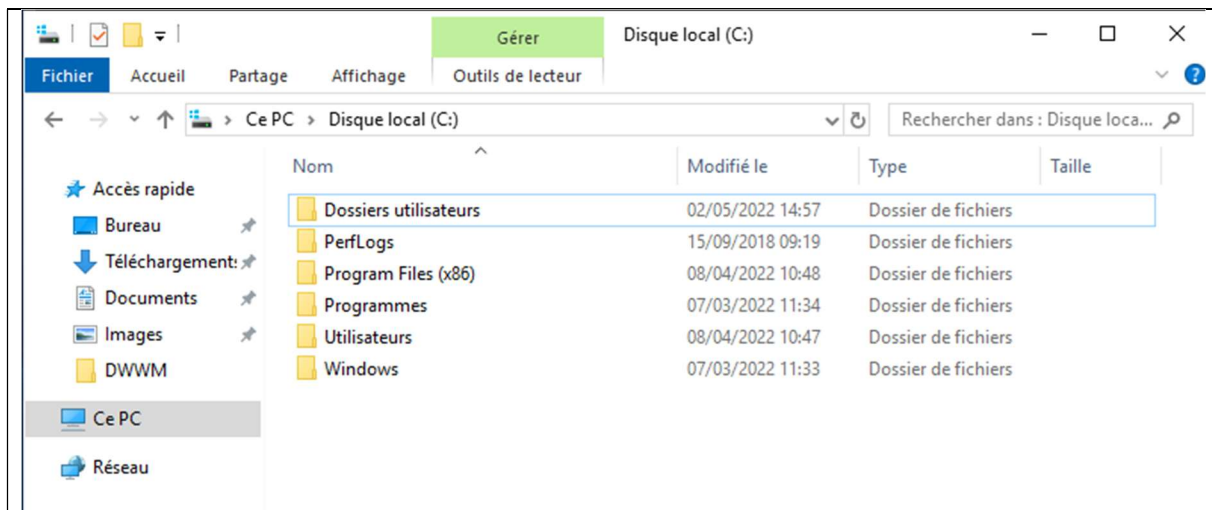 Gérer Disque local (C:)
Fichier Accueil Partage Affichage Outils de lecteur
Ce PC > Disque local (C:) Rechercher dans : Disque loca...
Accès rapide
Bureau
Téléchargement:
Documents
Images
DWWM
Ce PC
Réseau
Nom Modifié le Type Taille
Dossiers utilisateurs 02/05/2022 14:57 Dossier de fichiers
PerfLogs 15/09/2018 09:19 Dossier de fichiers
Program Files (x86) 08/04/2022 10:48 Dossier de fichiers
Programmes 07/03/2022 11:34 Dossier de fichiers
Utilisateurs 08/04/2022 10:47 Dossier de fichiers
Windows 07/03/2022 11:33 Dossier de fichiers